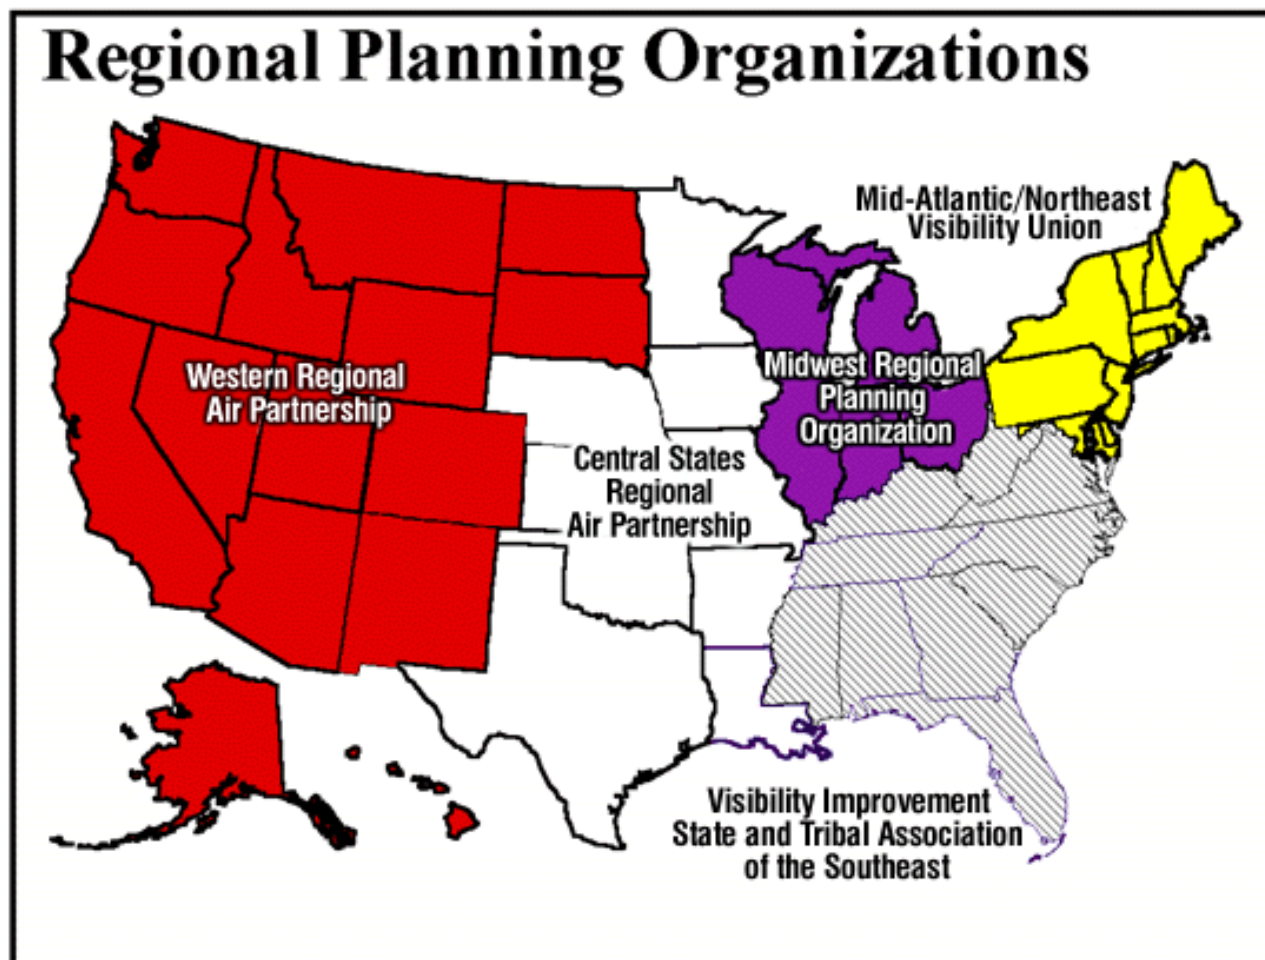 Regional Planning Organizations
Mid-Atlantic/Northeast
Visibility Union
Western Regional
Air Partnership
Midwest Regional
Planning
Organization
Central States
Regional
Air Partnership
Visibility Improvement
State and Tribal Association
of the Southeast